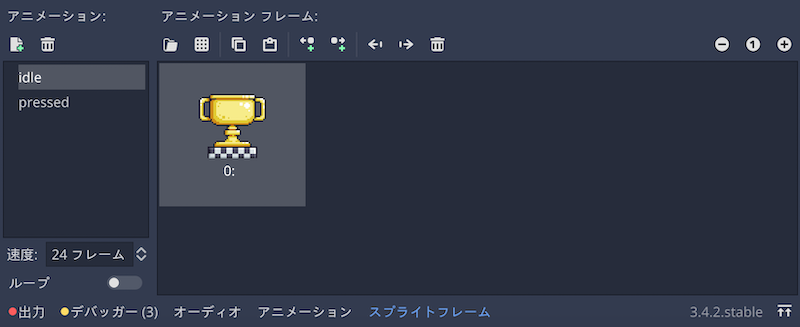 アニメーション:
アニメーション フレーム:
1
idle
pressed
0:
速度: 24 フレーム
ループ
出力 デバッガー (3) オーディオ アニメーション スプライトフレーム 3.4.2.stable